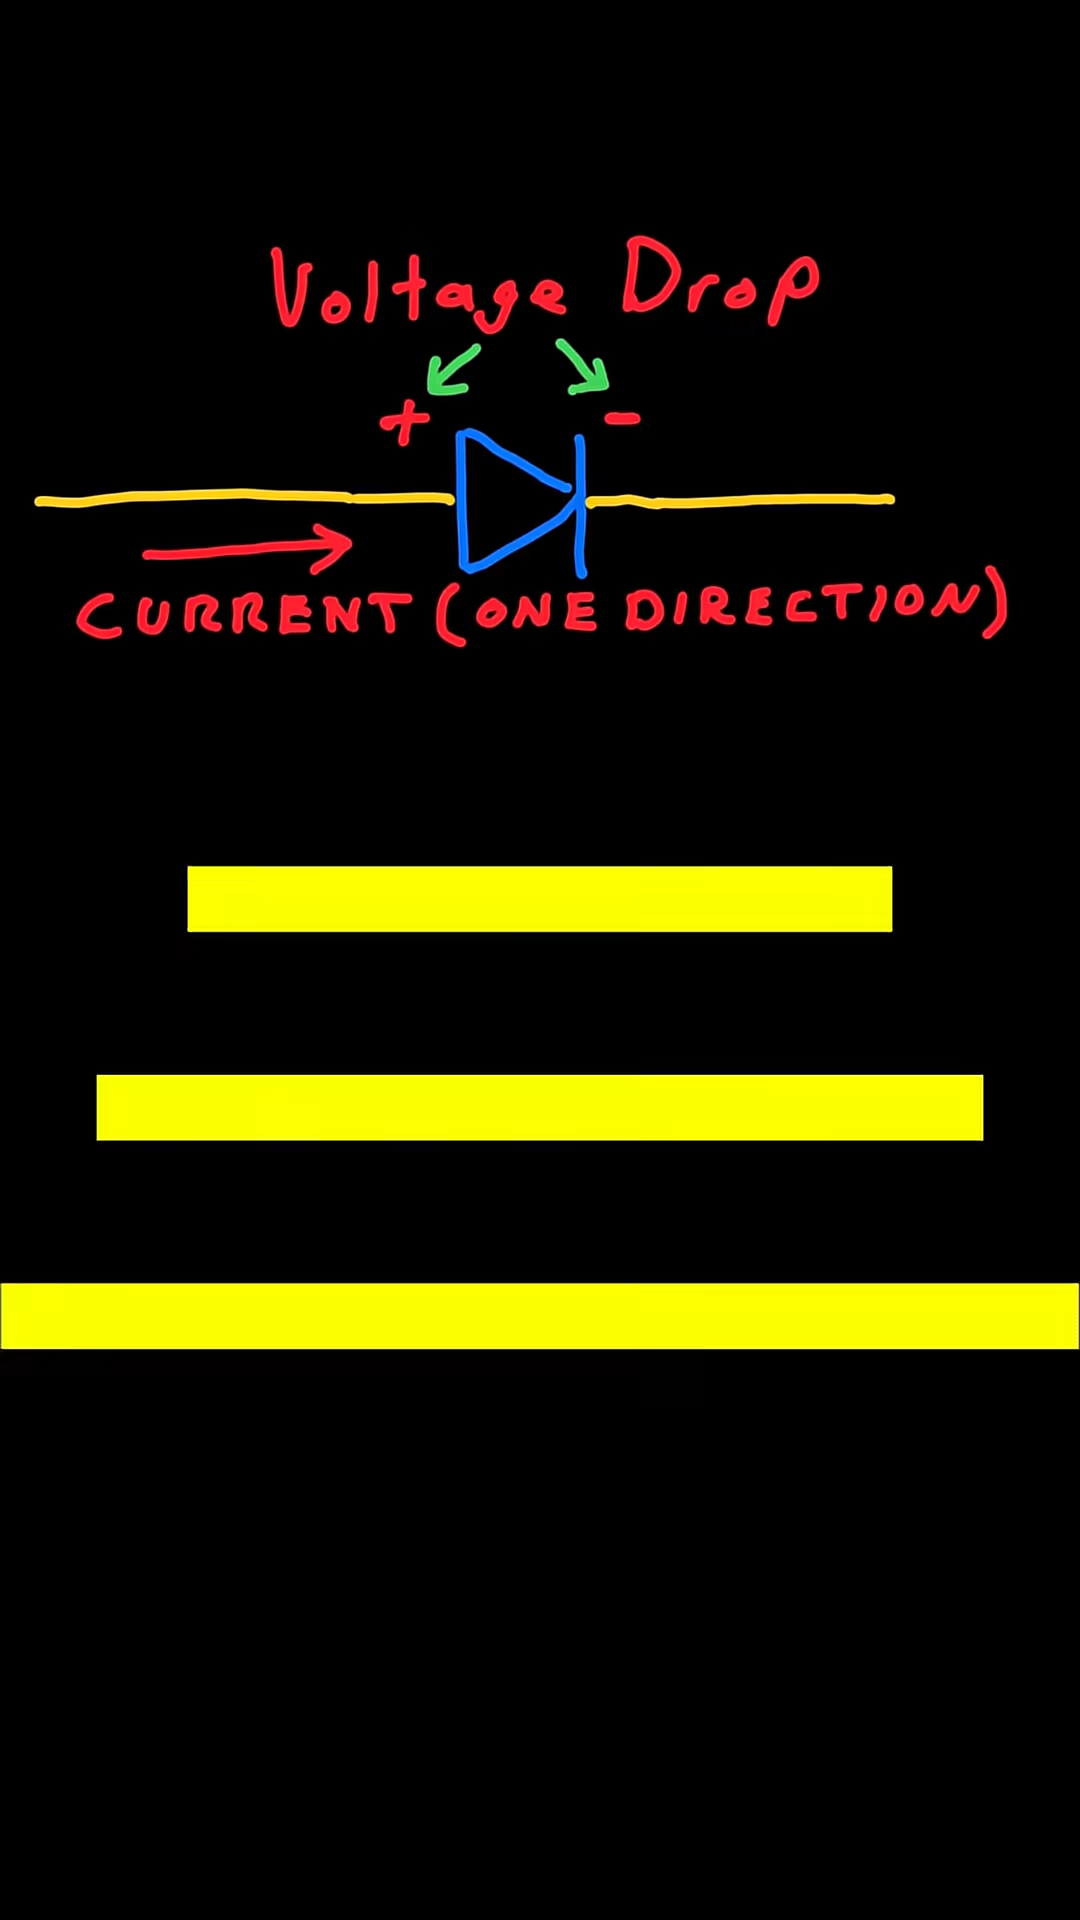 Voltage Drop
+ -
CURRENT (ONE DIRECTION)